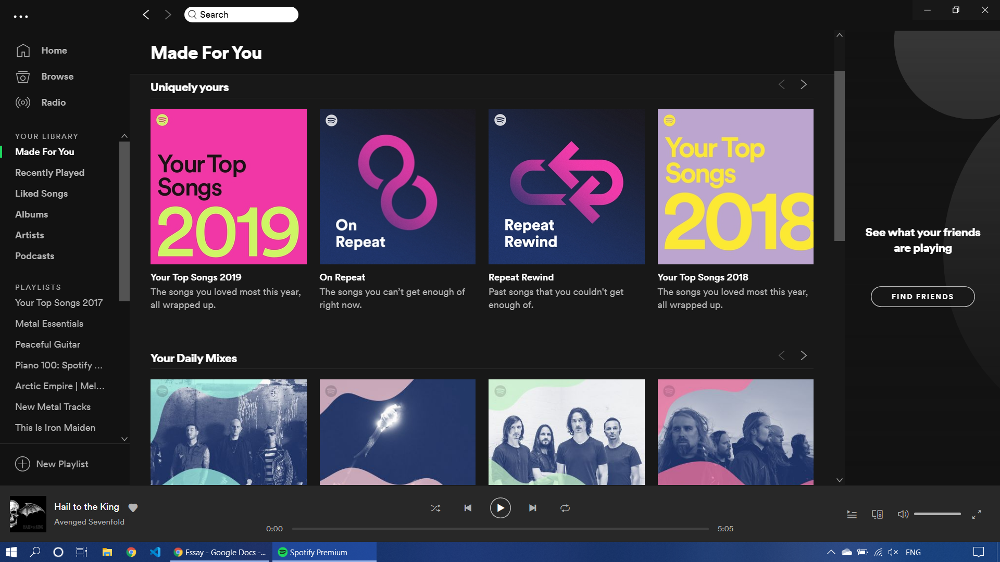 Search
Home
Browse
Radio
YOUR LIBRARY
Made For You
Recently Played
Liked Songs
Albums
Artists
Podcasts
PLAYLISTS
Your Top Songs 2017
Metal Essentials
Peaceful Guitar
Piano 100: Spotify ...
Arctic Empire | Mel...
New Metal Tracks
This Is Iron Maiden
New Playlist
Made For You
Uniquely yours
Your Top
Songs
2019
On
Repeat
Repeat
Rewind
Your Top
Songs
2018
Your Top Songs 2019
The songs you loved most this year,
all wrapped up.
On Repeat
The songs you can’t get enough of
right now.
Repeat Rewind
Past songs that you couldn't get
enough of.
Your Top Songs 2018
The songs you loved most this year,
all wrapped up.
Your Daily Mixes
See what your friends
are playing
FIND FRIENDS
HAIL TO THE KING
Hail to the King
Avenged Sevenfold
0:00
5:05
Essay - Google Docs -...
Spotify Premium
ENG